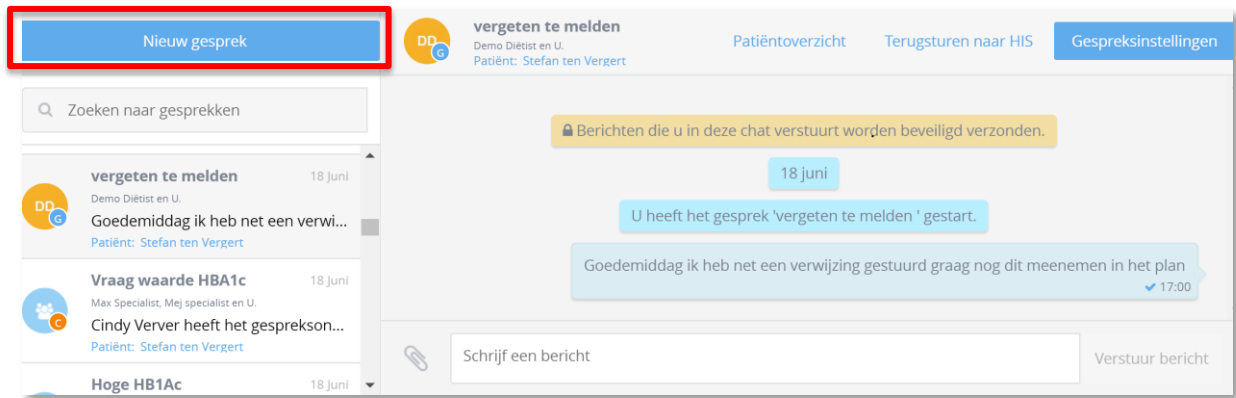 Nieuw gesprek
Zoeken naar gesprekken
vergeten te melden 18 Juni
DD
G
Demo Diëtist en U.
Goedemiddag ik heb net een verwi...
Patiënt: Stefan ten Vergert
Vraag waarde HBA1c 18 Juni
Max Specialist, Mej specialist en U.
C
Cindy Verver heeft het gesprekson...
Patiënt: Stefan ten Vergert
Hoge HB1Ac 18 Juni
DD
G
vergeten te melden
Demo Diëtist en U.
Patiënt: Stefan ten Vergert
Patiëntoverzicht Terugsturen naar HIS Gespreksinstellingen
Berichten die u in deze chat verstuurt worden beveiligd verzonden.
18 juni
U heeft het gesprek 'vergeten te melden ' gestart.
Goedemiddag ik heb net een verwijzing gestuurd graag nog dit meenemen in het plan
17:00
Schrijf een bericht
Verstuur bericht